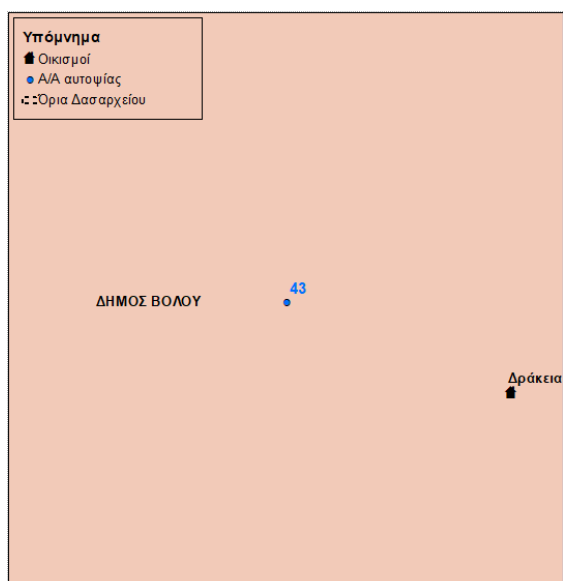 Υπόμνημα
Οικισμοί
Α/Α αυτοψίας
Όρια Δασαρχείου
43
ΔΗΜΟΣ ΒΟΛΟΥ
Δράκεια